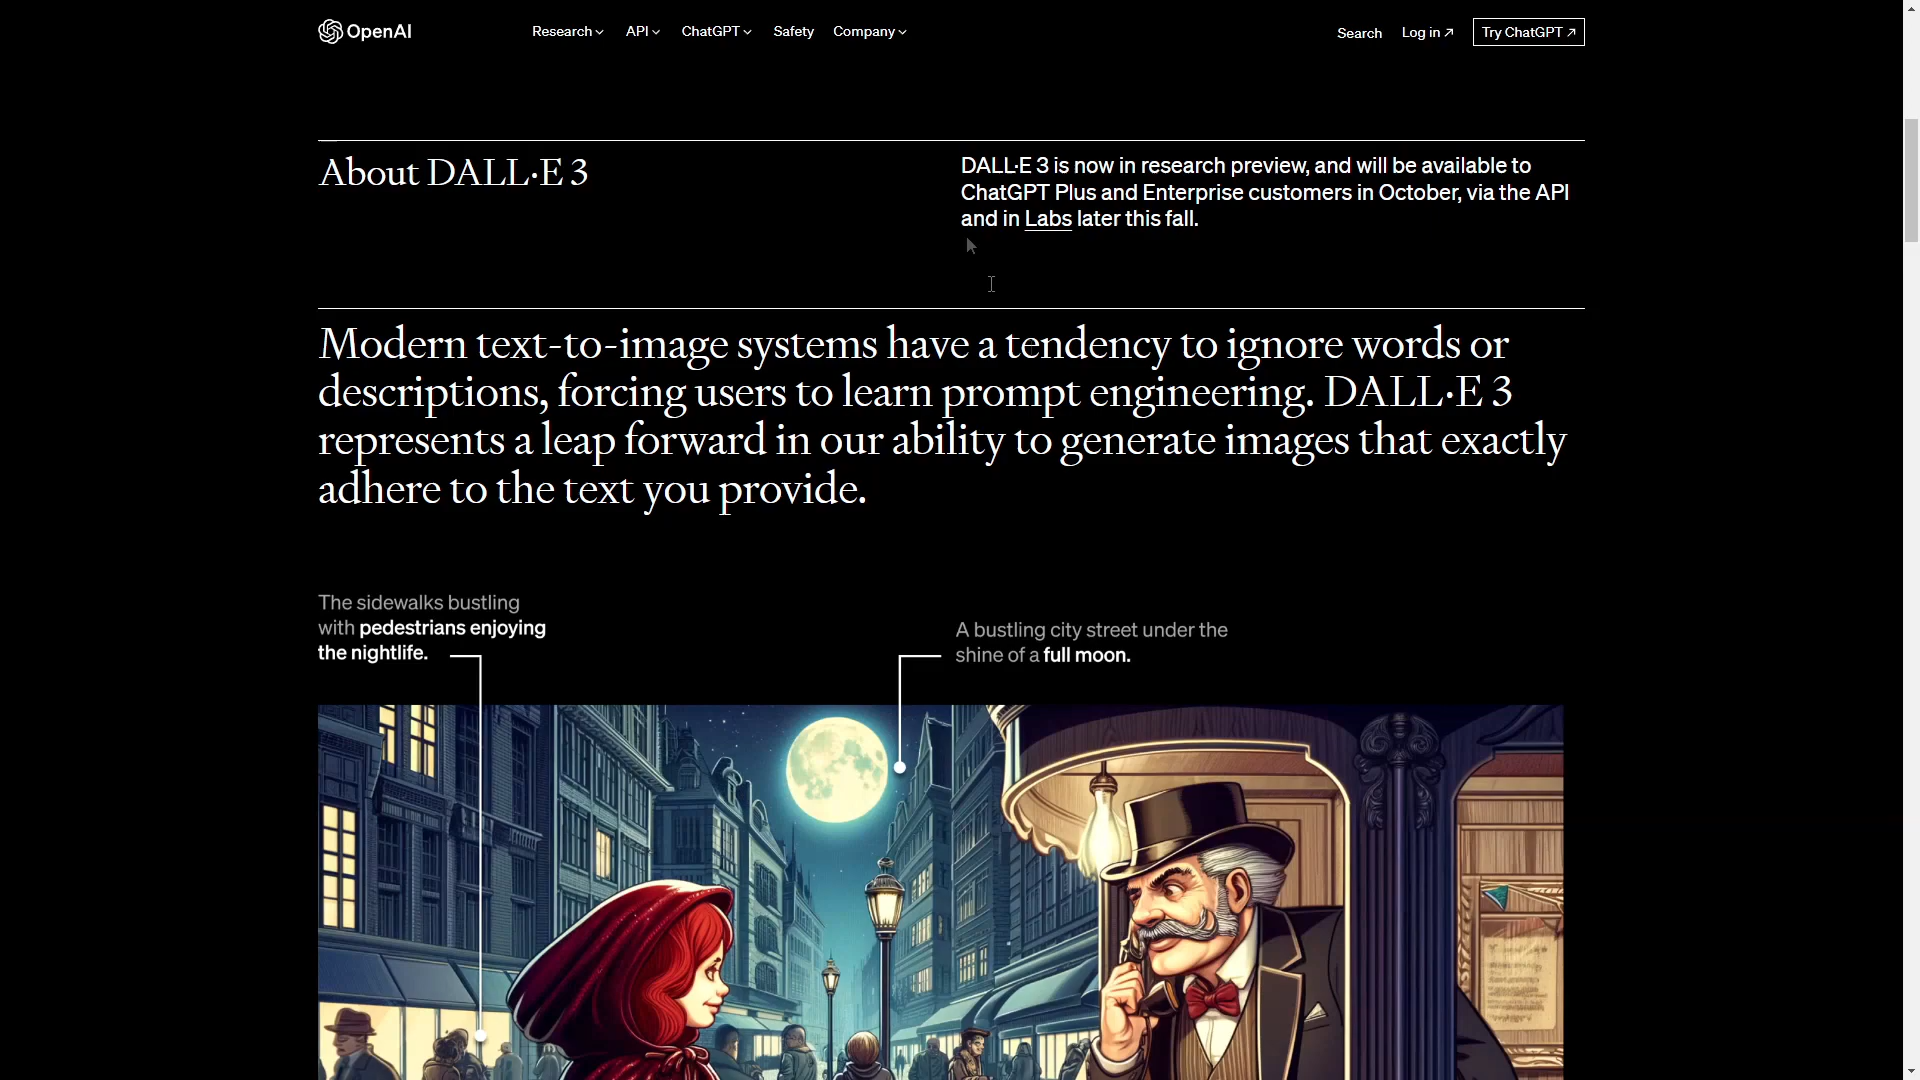 OpenAI
Research
API
ChatGPT
Safety
Company
Search
Log in ↗
Try ChatGPT ↗
About DALL·E 3
DALL·E 3 is now in research preview, and will be available to
ChatGPT Plus and Enterprise customers in October, via the API
and in Labs later this fall.
Modern text-to-image systems have a tendency to ignore words or
descriptions, forcing users to learn prompt engineering. DALL·E 3
represents a leap forward in our ability to generate images that exactly
adhere to the text you provide.
The sidewalks bustling
with pedestrians enjoying
the nightlife.
A bustling city street under the
shine of a full moon.